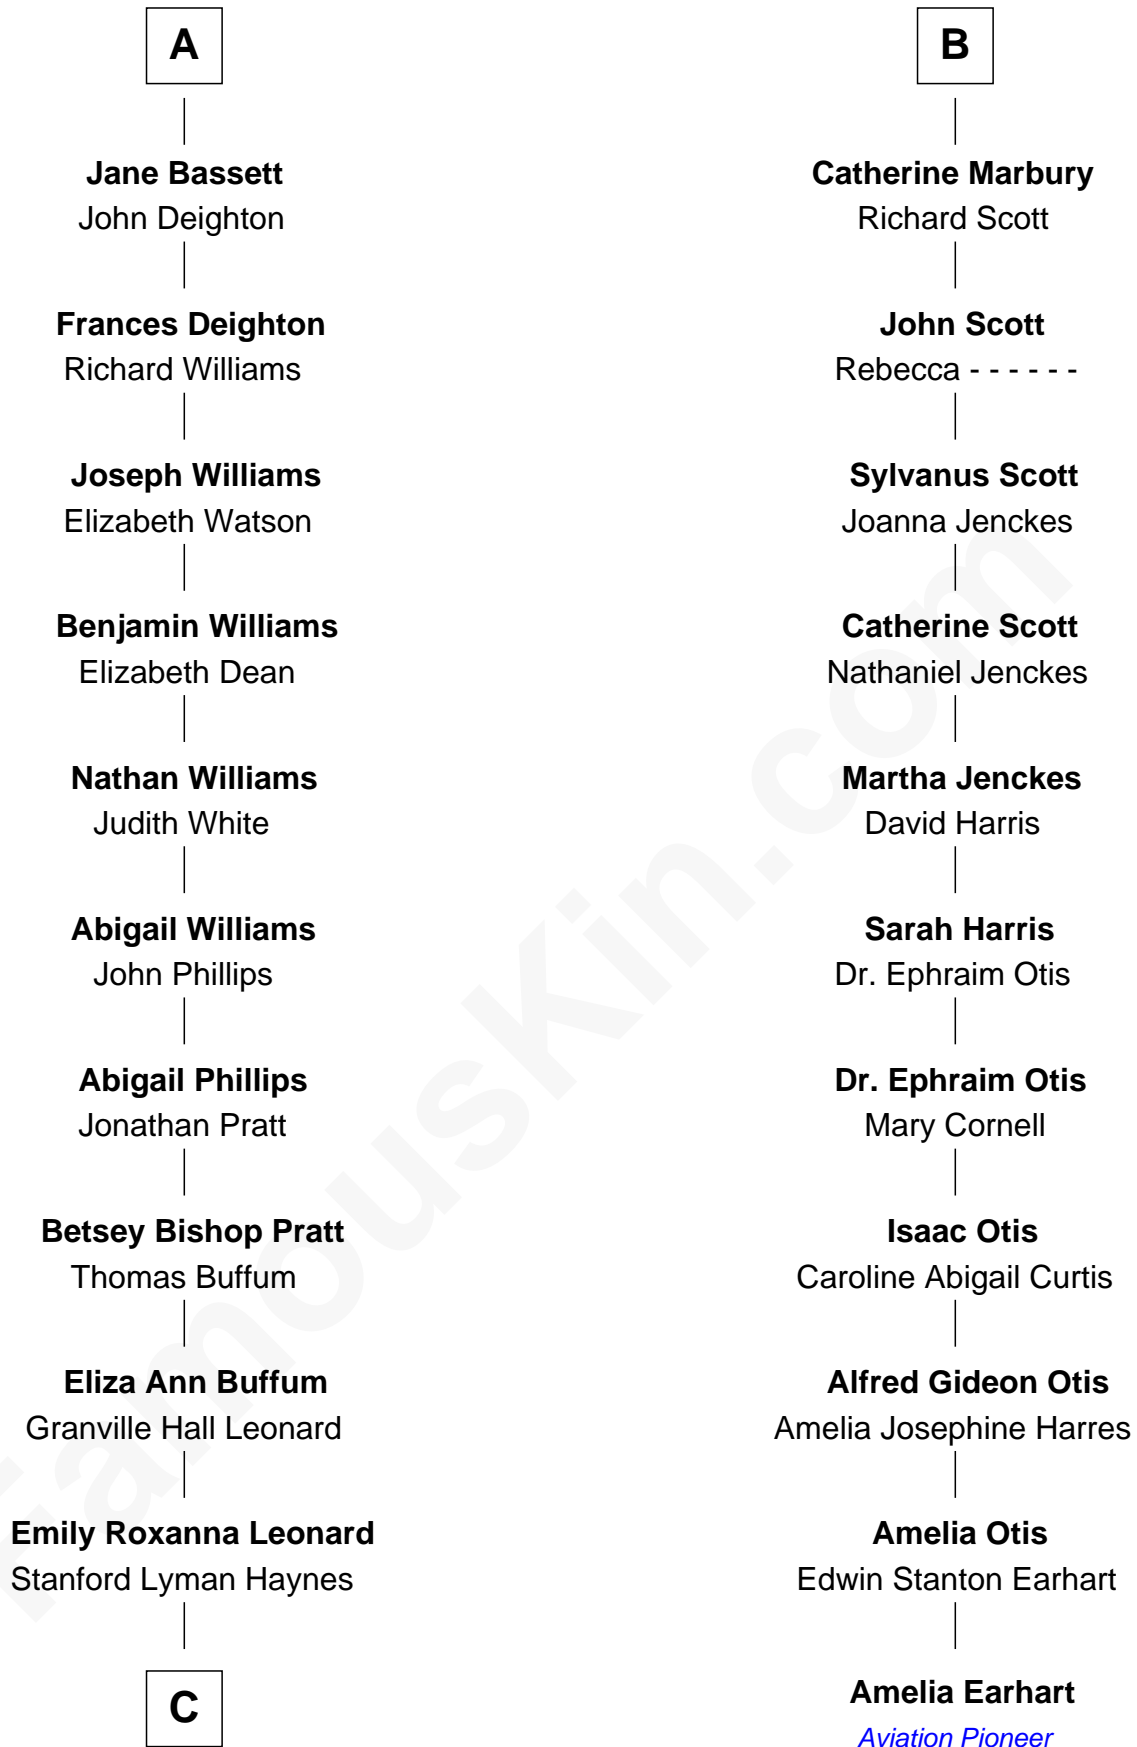 A
Jane Bassett
John Deighton
Frances Deighton
Richard Williams
Joseph Williams
Elizabeth Watson
Benjamin Williams
Elizabeth Dean
Nathan Williams
Judith White
Abigail Williams
John Phillips
Abigail Phillips
Jonathan Pratt
Betsey Bishop Pratt
Thomas Buffum
Eliza Ann Buffum
Granville Hall Leonard
Emily Roxanna Leonard
Stanford Lyman Haynes
C
B
Catherine Marbury
Richard Scott
John Scott
Rebecca - - - - - -
Sylvanus Scott
Joanna Jenckes
Catherine Scott
Nathaniel Jenckes
Martha Jenckes
David Harris
Sarah Harris
Dr. Ephraim Otis
Dr. Ephraim Otis
Mary Cornell
Isaac Otis
Caroline Abigail Curtis
Alfred Gideon Otis
Amelia Josephine Harres
Amelia Otis
Edwin Stanton Earhart
Amelia Earhart
Aviation Pioneer
FamousKin.com